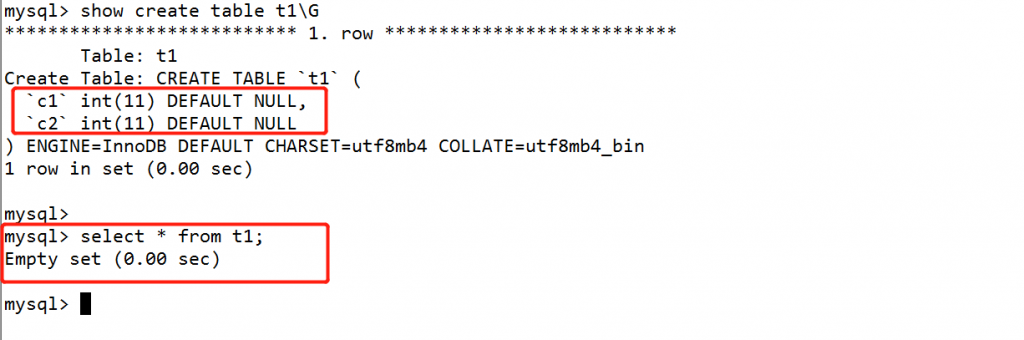 mysql> show create table t1\G
*************************** 1. row ***************************
Table: t1
Create Table: CREATE TABLE `t1` (
`c1` int(11) DEFAULT NULL,
`c2` int(11) DEFAULT NULL
) ENGINE=InnoDB DEFAULT CHARSET=utf8mb4 COLLATE=utf8mb4_bin
1 row in set (0.00 sec)
mysql>
mysql> select * from t1;
Empty set (0.00 sec)
mysql>